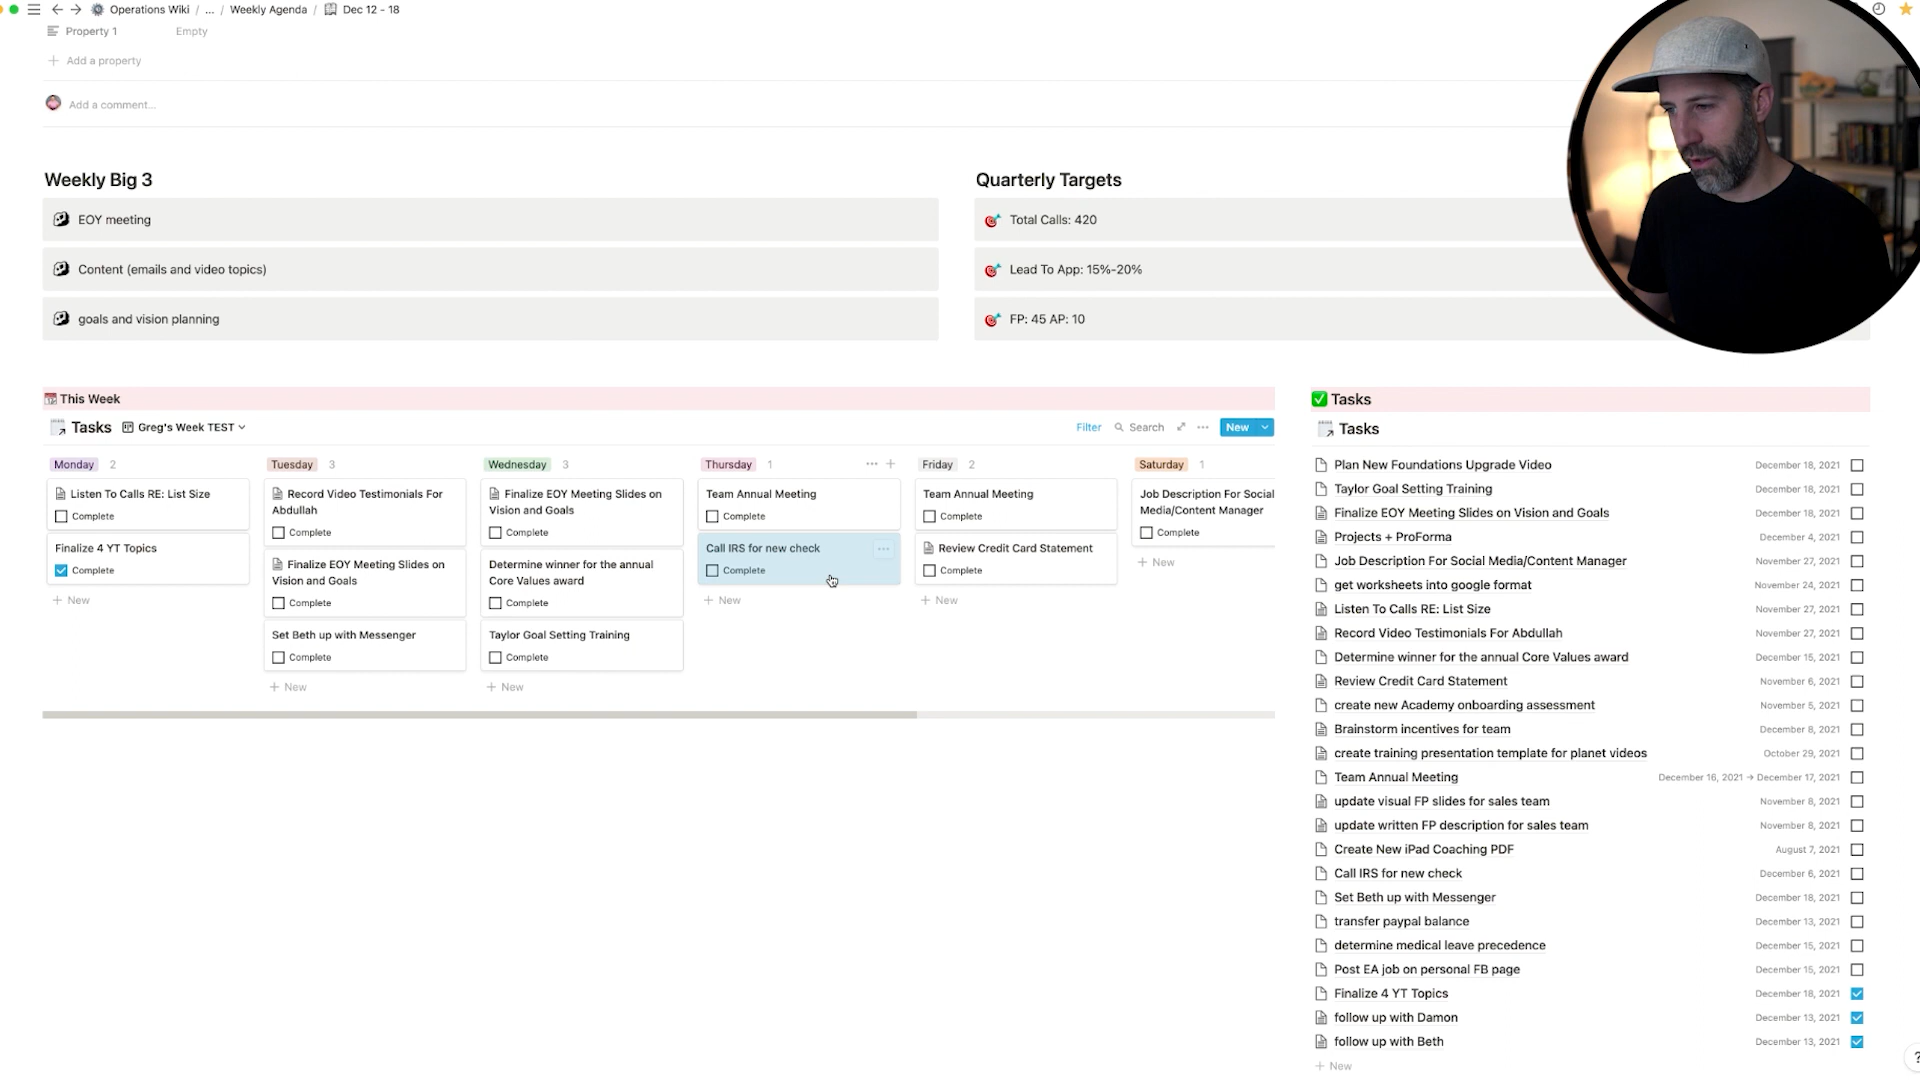 Operations Wiki / ... / Weekly Agenda / Dec 12 - 18
Property 1 Empty
Add a property
Add a comment...
Weekly Big 3
EOY meeting
Content (emails and video topics)
goals and vision planning
Quarterly Targets
Total Calls: 420
Lead To App: 15%-20%
FP: 45 AP: 10
This Week
Tasks Greg's Week TEST
Filter Search New
Monday 2
Listen To Calls RE: List Size
Complete
Finalize 4 YT Topics
Complete
+ New
Tuesday 3
Record Video Testimonials For
Abdullah
Complete
Finalize EOY Meeting Slides on
Vision and Goals
Complete
Set Beth up with Messenger
Complete
+ New
Wednesday 3
Finalize EOY Meeting Slides on
Vision and Goals
Complete
Determine winner for the annual
Core Values award
Complete
Taylor Goal Setting Training
Complete
+ New
Thursday 1
Team Annual Meeting
Complete
Call IRS for new check
Complete
+ New
Friday 2
Team Annual Meeting
Complete
Review Credit Card Statement
Complete
+ New
Saturday 1
Job Description For Social
Media/Content Manager
Complete
+ New
Tasks
Tasks
Plan New Foundations Upgrade Video December 18, 2021
Taylor Goal Setting Training December 18, 2021
Finalize EOY Meeting Slides on Vision and Goals December 18, 2021
Projects + ProForma December 4, 2021
Job Description For Social Media/Content Manager November 27, 2021
get worksheets into google format November 24, 2021
Listen To Calls RE: List Size November 27, 2021
Record Video Testimonials For Abdullah November 27, 2021
Determine winner for the annual Core Values award December 15, 2021
Review Credit Card Statement November 6, 2021
create new Academy onboarding assessment November 5, 2021
Brainstorm incentives for team December 8, 2021
create training presentation template for planet videos October 29, 2021
Team Annual Meeting December 16, 2021 → December 17, 2021
update visual FP slides for sales team November 8, 2021
update written FP description for sales team November 8, 2021
Create New iPad Coaching PDF August 7, 2021
Call IRS for new check December 6, 2021
Set Beth up with Messenger December 18, 2021
transfer paypal balance December 13, 2021
determine medical leave precedence December 15, 2021
Post EA job on personal FB page December 15, 2021
Finalize 4 YT Topics December 18, 2021
follow up with Damon December 13, 2021
follow up with Beth December 13, 2021
+ New
?